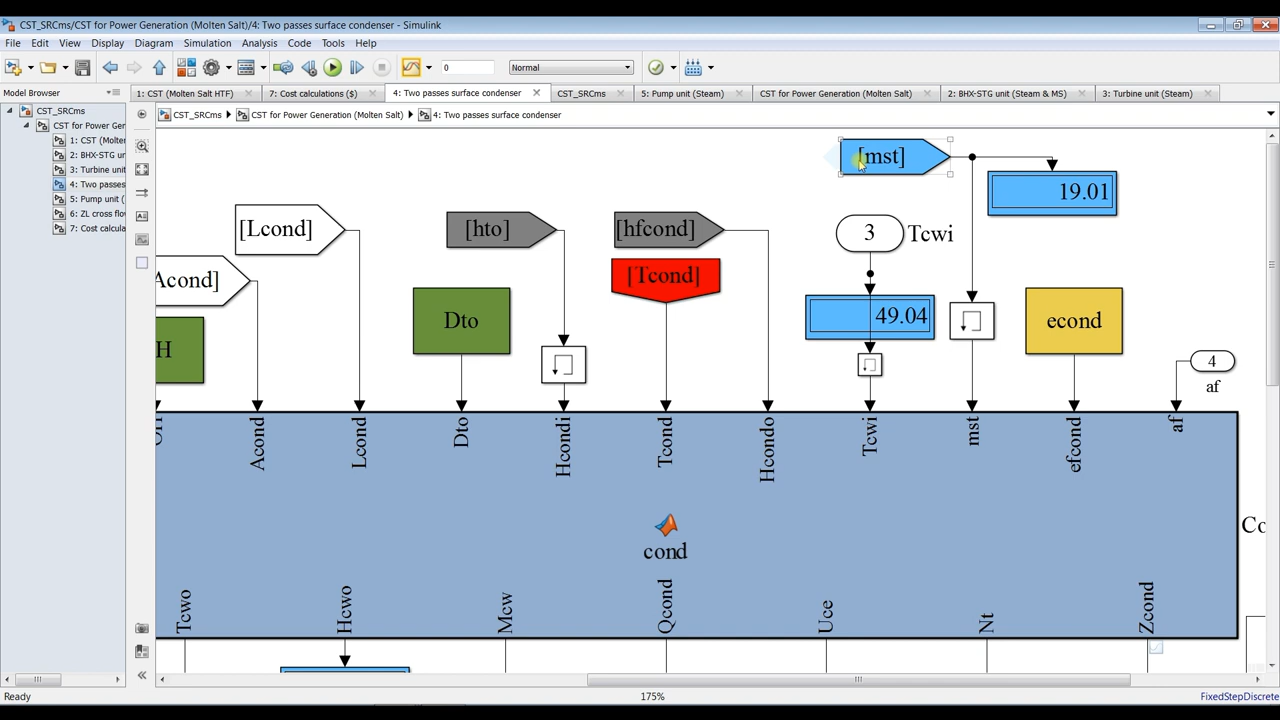 CST_SRCms/CST for Power Generation (Molten Salt)/4: Two passes surface condenser - Simulink
File Edit View Display Diagram Simulation Analysis Code Tools Help
0 Normal
Model Browser
1: CST (Molten Salt HTF) 7: Cost calculations ($) 4: Two passes surface condenser CST_SRCms 5: Pump unit (Steam) CST for Power Generation (Molten Salt) 2: BHX-STG unit (Steam & MS) 3: Turbine unit (Steam)
CST_SRCms CST for Power Generation (Molten Salt) 4: Two passes surface condenser
CST_SRCms
CST for Power Gener
1: CST (Molte
2: BHX-STG un
3: Turbine unit
4: Two passes
5: Pump unit (
6: ZL cross flo
7: Cost calcula
[mst]
19.01
[Lcond]
[hto]
[hfcond]
3 Tcwi
Acond]
[Tcond]
49.04
H
Dto
econd
4
af
Acond
Lcond
Dto
Hcondi
Tcond
Hcondo
Tcwi
mst
efcond
af
cond
Co
Tcwo
Hcwo
Mcw
Qcond
Uce
Nt
Zcond
Ready
175%
FixedStepDiscrete